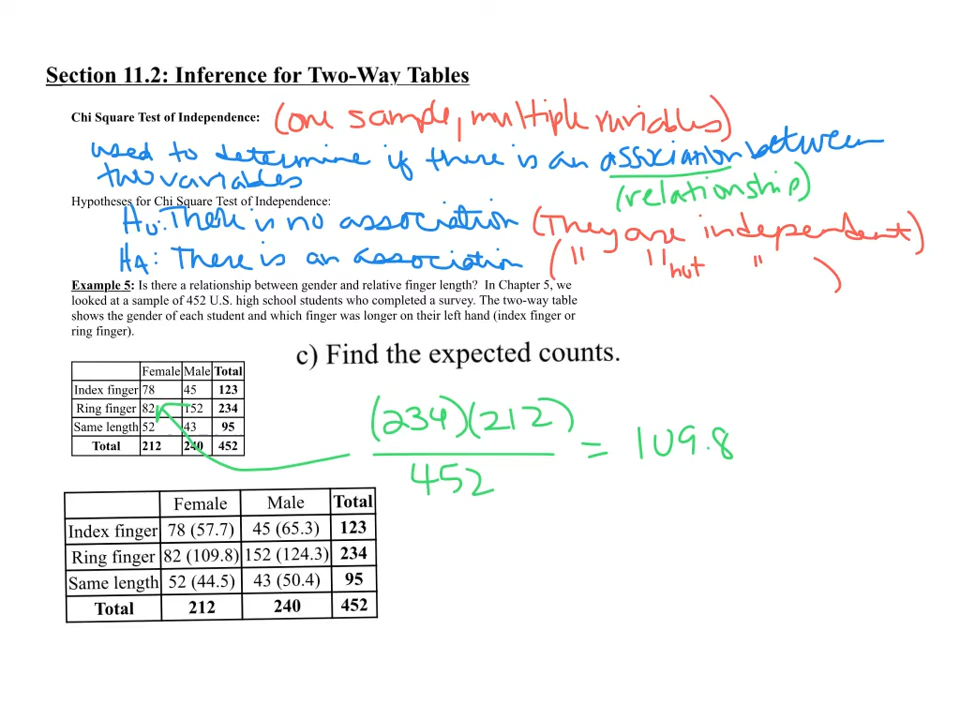 Section 11.2: Inference for Two-Way Tables
Chi Square Test of Independence: (one sample, multiple variables)
used to determine if there is an association between
two variables
(relationship)
Hypotheses for Chi Square Test of Independence:
H0: There is no association (They are independent)
HA: There is an association ( " " not " )
Example 5: Is there a relationship between gender and relative finger length? In Chapter 5, we
looked at a sample of 452 U.S. high school students who completed a survey. The two-way table
shows the gender of each student and which finger was longer on their left hand (index finger or
ring finger).
c) Find the expected counts.
Female Male Total
Index finger 78 45 123
Ring finger 82 152 234
Same length 52 43 95
Total 212 240 452
(234)(212)
452
= 109.8
Female Male Total
Index finger 78 (57.7) 45 (65.3) 123
Ring finger 82 (109.8) 152 (124.3) 234
Same length 52 (44.5) 43 (50.4) 95
Total 212 240 452